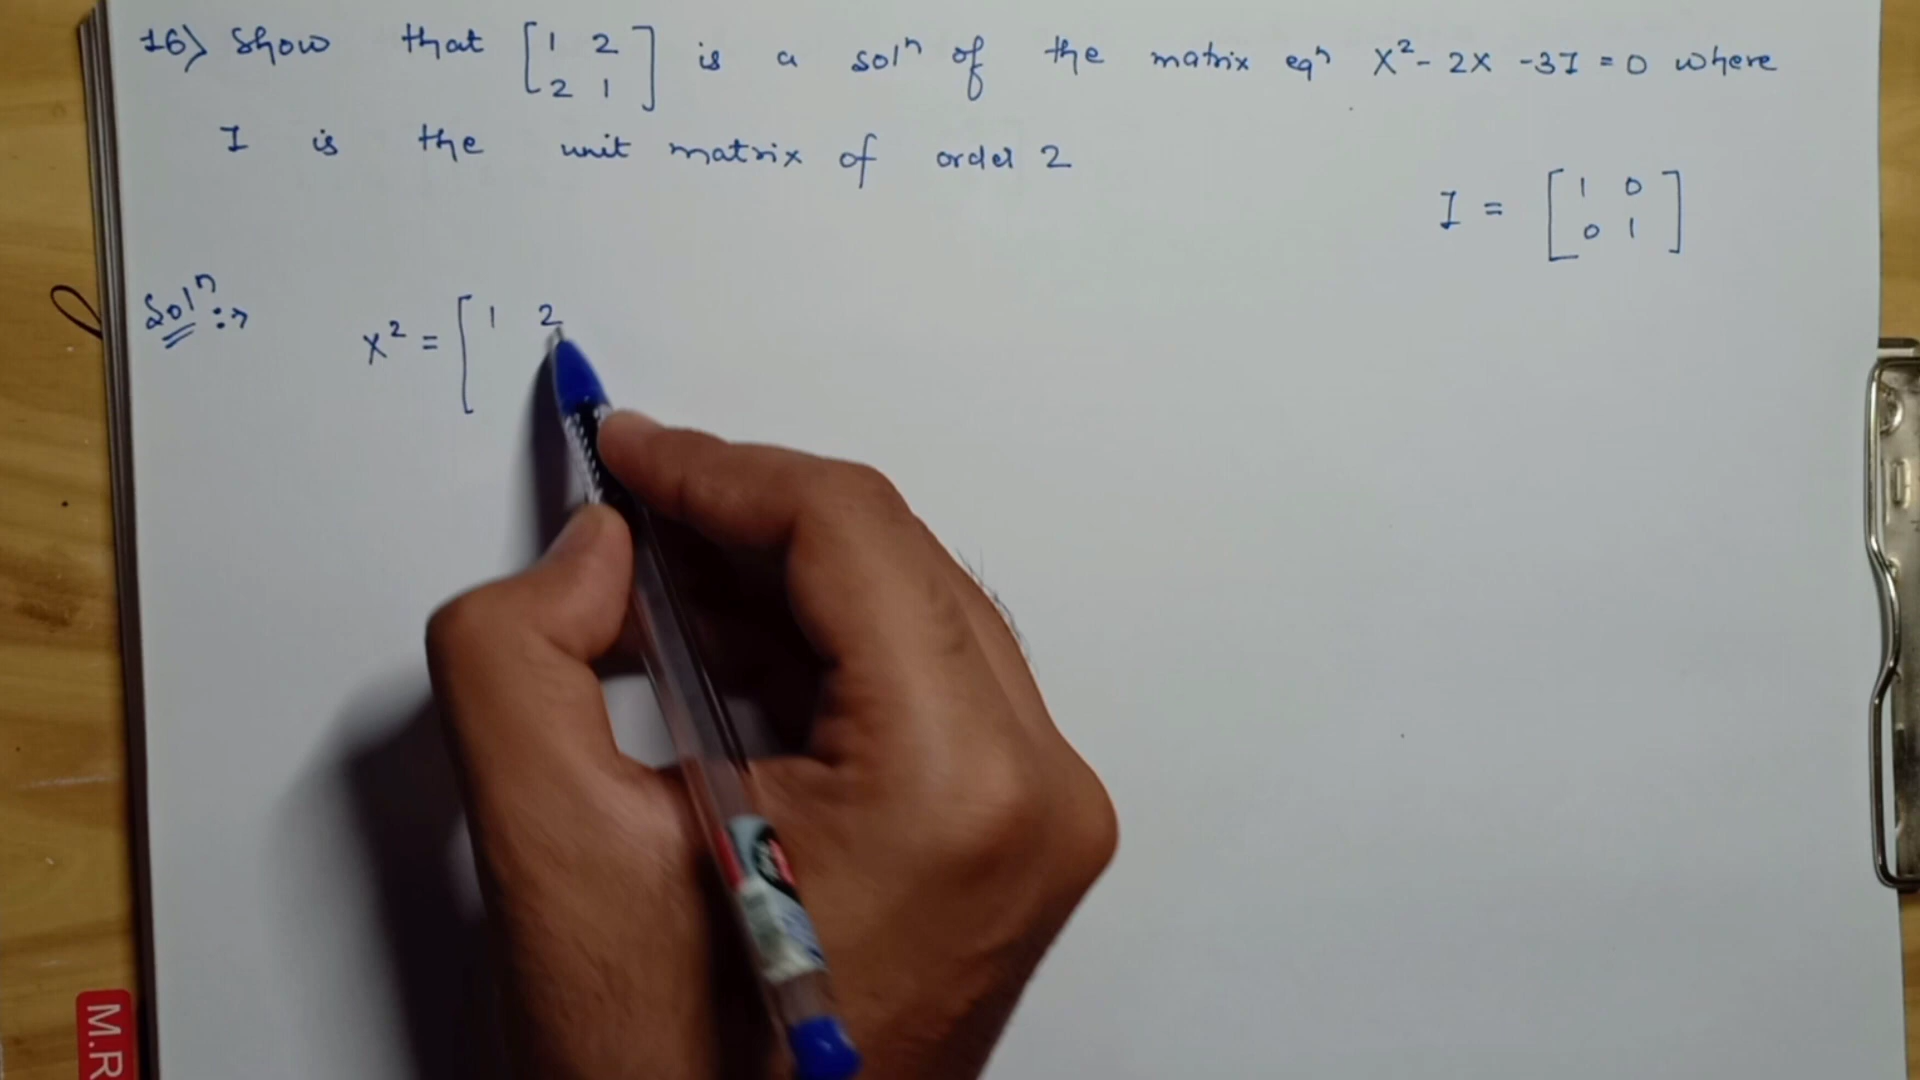 16) Show that [1 2 2 1] is a solⁿ of the matrix eqⁿ X² - 2X - 3I = 0 where
I is the unit matrix of order 2
I = [1 0 0 1]
Solⁿ :→
X² = [1 2
M.R